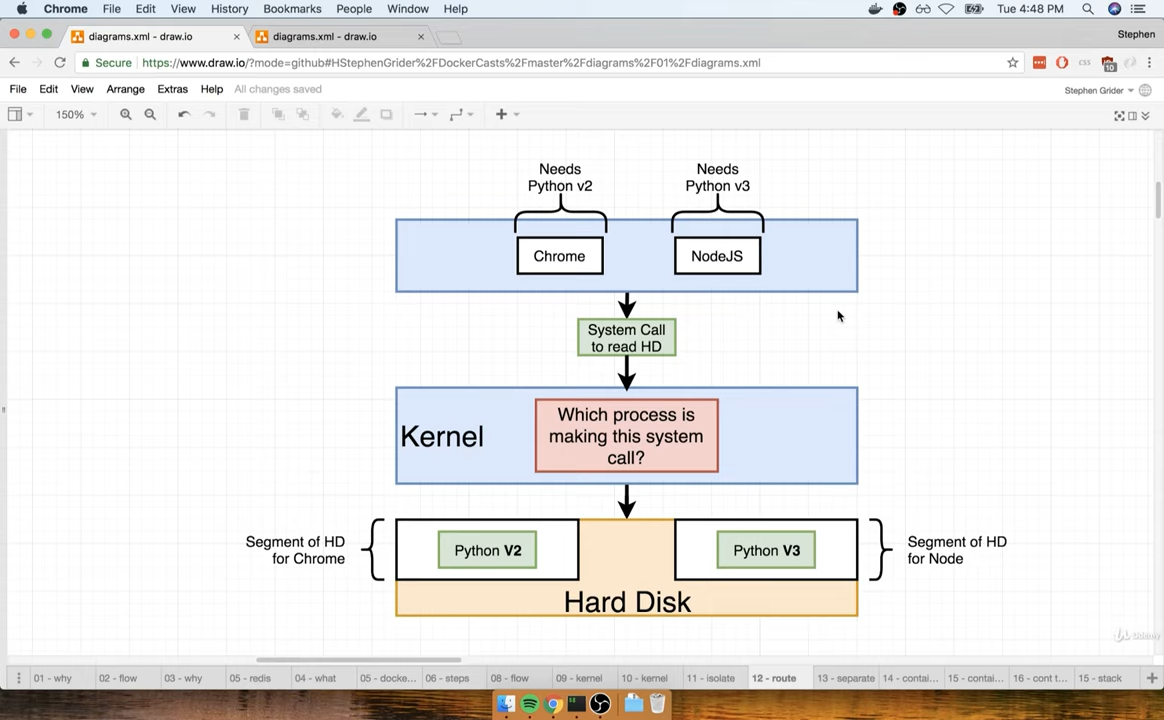 Chrome File Edit View History Bookmarks People Window Help Tue 4:48 PM
diagrams.xml - draw.io diagrams.xml - draw.io Stephen
Secure https://www.draw.io/?mode=github#HStephenGrider%2FDockerCasts%2Fmaster%2Fdiagrams%2F01%2Fdiagrams.xml css 10
File Edit View Arrange Extras Help All changes saved Stephen Grider
150%
Needs Needs
Python v2 Python v3
Chrome NodeJS
System Call
to read HD
Which process is
Kernel making this system
call?
Segment of HD Python V2 Python V3 Segment of HD
for Chrome for Node
Hard Disk
Udemy
01 - why 02 - flow 03 - why 05 - redis 04 - what 05 - docke... 06 - steps 08 - flow 09 - kernel 10 - kernel 11 - isolate 12 - route 13 - separate 14 - contai... 15 - contai... 16 - cont t... 15 - stack